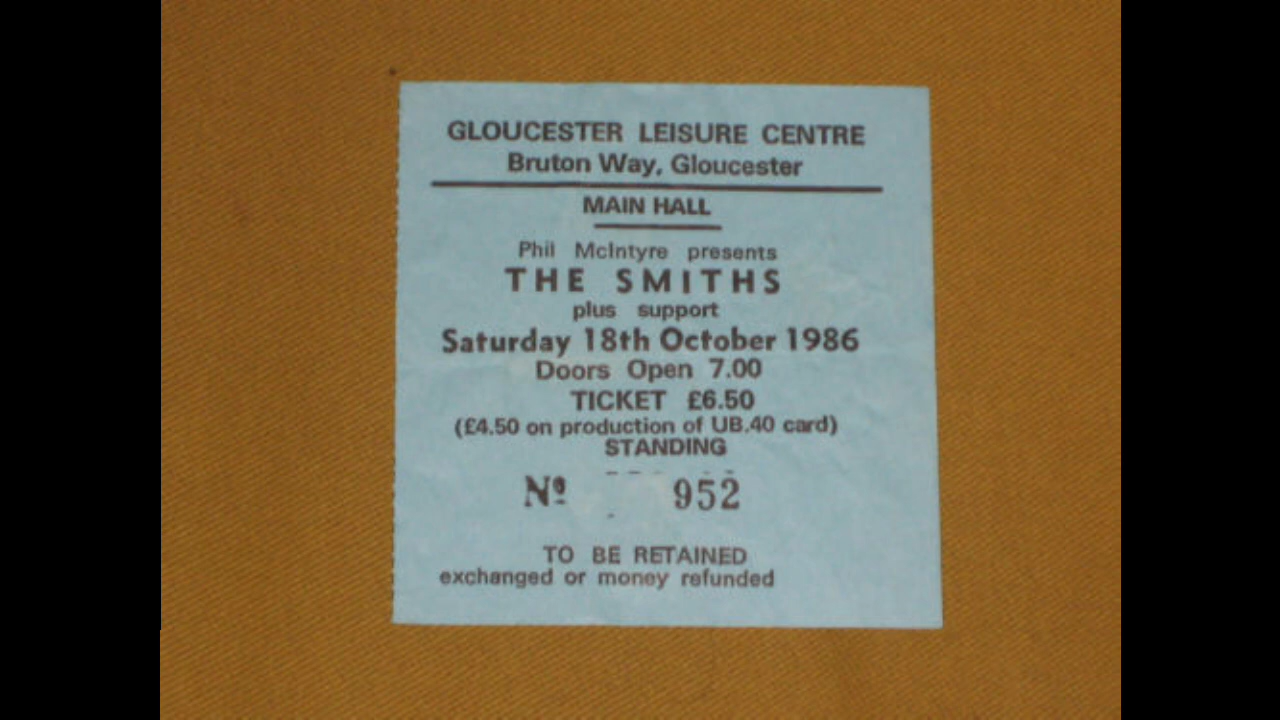 GLOUCESTER LEISURE CENTRE
Bruton Way, Gloucester
MAIN HALL
Phil McIntyre presents
THE SMITHS
plus support
Saturday 18th October 1986
Doors Open 7.00
TICKET £6.50
(£4.50 on production of UB.40 card)
STANDING
Nº 952
TO BE RETAINED
exchanged or money refunded